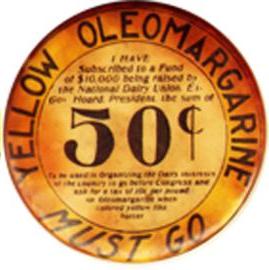 YELLOW OLEOMARGARINE
I HAVE
Subscribed to a Fund
of $10,000 being raised by
the National Dairy Union, Ex-
Gov. Hoard, President, the sum of
50¢
To be used in Organizing the Dairy interests
of the country to go before Congress and
ask for a tax of 10c per pound
on Oleomargarine when
colored yellow like
butter
MUST GO